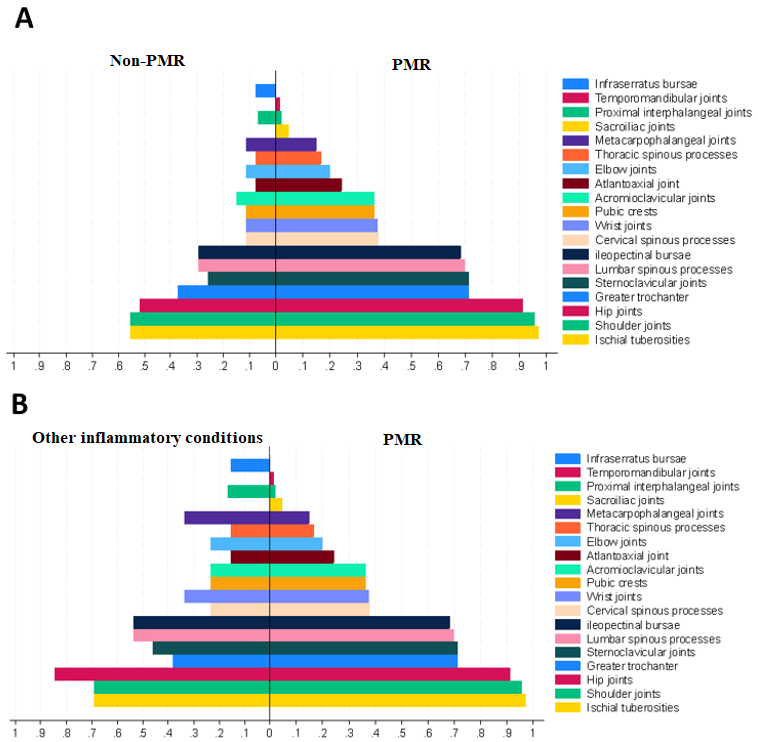 A
Non-PMR PMR
Infraserratus bursae
Temporomandibular joints
Proximal interphalangeal joints
Sacroiliac joints
Metacarpophalangeal joints
Thoracic spinous processes
Elbow joints
Atlantoaxial joint
Acromioclavicular joints
Pubic crests
Wrist joints
Cervical spinous processes
ileopectinal bursae
Lumbar spinous processes
Sternoclavicular joints
Greater trochanter
Hip joints
Shoulder joints
Ischial tuberosities
1 .9 .8 .7 .6 .5 .4 .3 .2 .1 0 .1 .2 .3 .4 .5 .6 .7 .8 .9 1
B
Other inflammatory conditions PMR
Infraserratus bursae
Temporomandibular joints
Proximal interphalangeal joints
Sacroiliac joints
Metacarpophalangeal joints
Thoracic spinous processes
Elbow joints
Atlantoaxial joint
Acromioclavicular joints
Pubic crests
Wrist joints
Cervical spinous processes
ileopectinal bursae
Lumbar spinous processes
Sternoclavicular joints
Greater trochanter
Hip joints
Shoulder joints
Ischial tuberosities
1 .9 .8 .7 .6 .5 .4 .3 .2 .1 0 .1 .2 .3 .4 .5 .6 .7 .8 .9 1